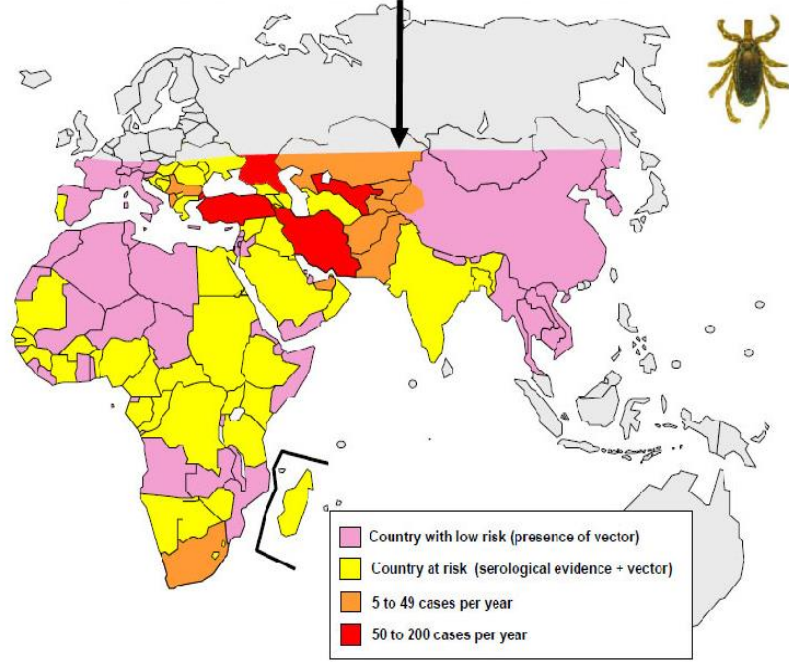 Country with low risk (presence of vector)
Country at risk (serological evidence + vector)
5 to 49 cases per year
50 to 200 cases per year